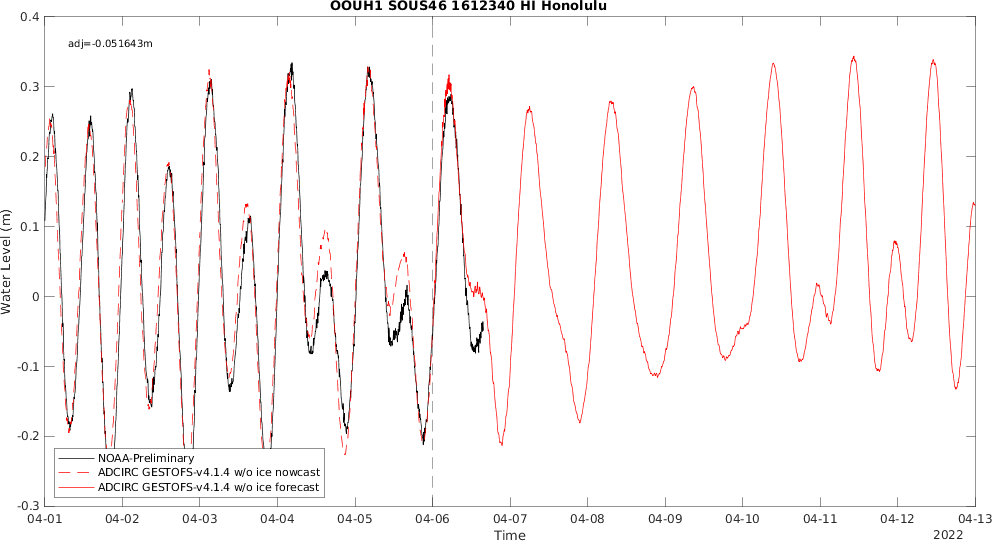 OOUH1 SOUS46 1612340 HI Honolulu
adj=-0.051643m
Water Level (m)
0.4
0.3
0.2
0.1
0
-0.1
-0.2
-0.3
NOAA-Preliminary
ADCIRC GESTOFS-v4.1.4 w/o ice nowcast
ADCIRC GESTOFS-v4.1.4 w/o ice forecast
04-01 04-02 04-03 04-04 04-05 04-06 04-07 04-08 04-09 04-10 04-11 04-12 04-13
Time
2022